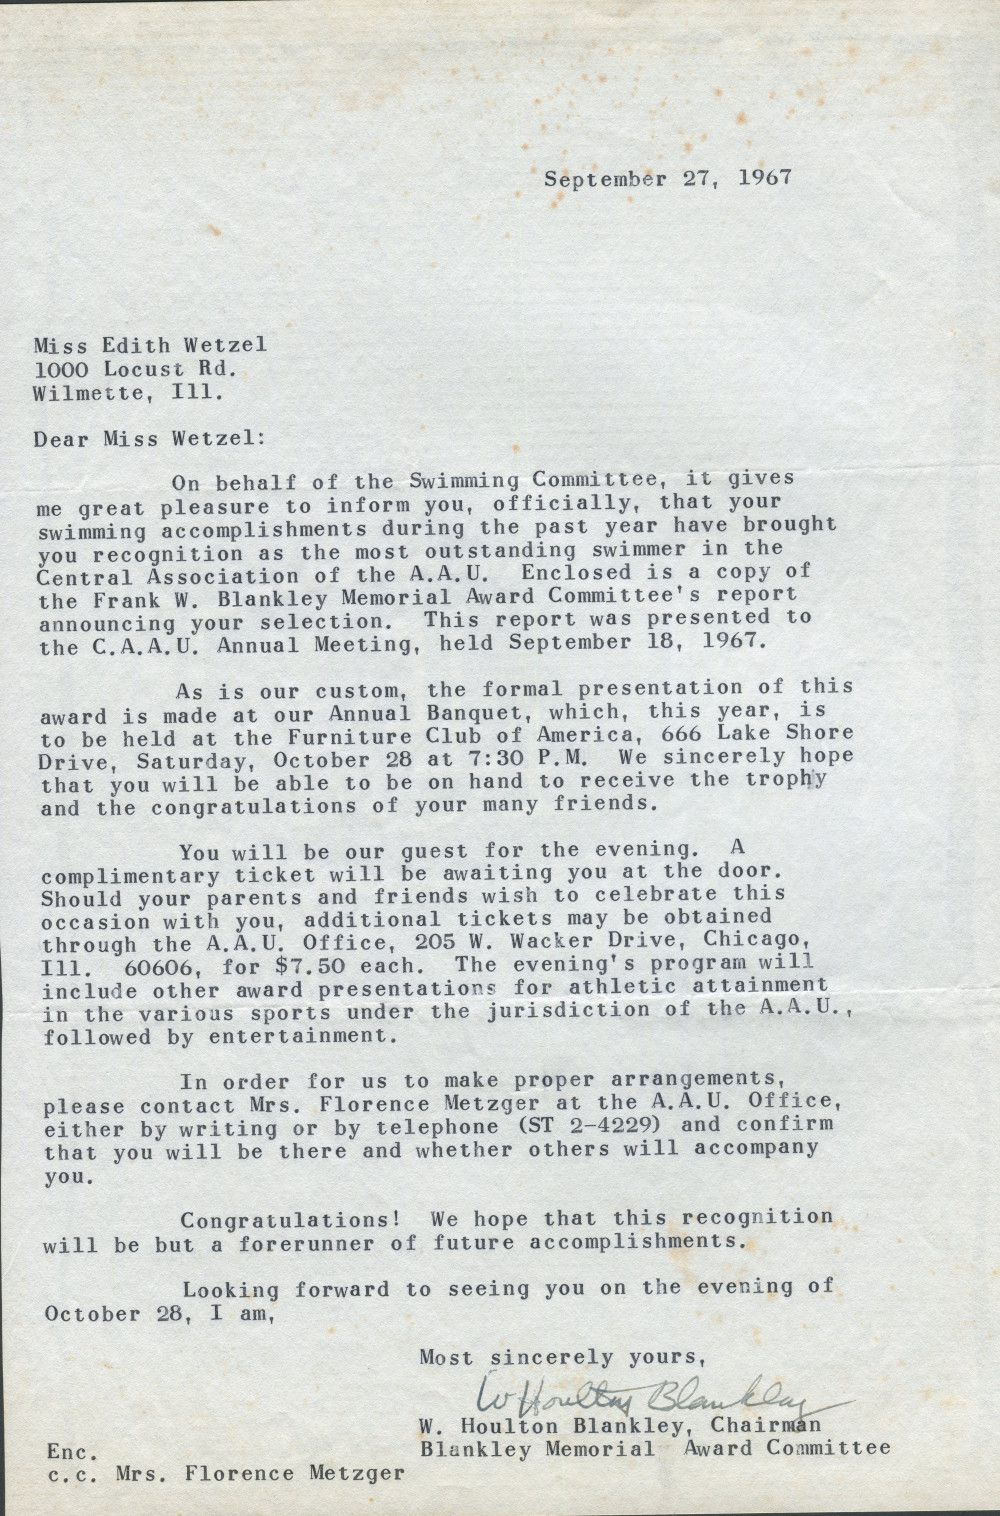 September 27, 1967
Miss Edith Wetzel
1000 Locust Rd.
Wilmette, Ill.
Dear Miss Wetzel:
On behalf of the Swimming Committee, it gives
me great pleasure to inform you, officially, that your
swimming accomplishments during the past year have brought
you recognition as the most outstanding swimmer in the
Central Association of the A.A.U. Enclosed is a copy of
the Frank W. Blankley Memorial Award Committee's report
announcing your selection. This report was presented to
the C.A.A.U. Annual Meeting, held September 18, 1967.
As is our custom, the formal presentation of this
award is made at our Annual Banquet, which, this year, is
to be held at the Furniture Club of America, 666 Lake Shore
Drive, Saturday, October 28 at 7:30 P.M. We sincerely hope
that you will be able to be on hand to receive the trophy
and the congratulations of your many friends.
You will be our guest for the evening. A
complimentary ticket will be awaiting you at the door.
Should your parents and friends wish to celebrate this
occasion with you, additional tickets may be obtained
through the A.A.U. Office, 205 W. Wacker Drive, Chicago,
Ill. 60606, for $7.50 each. The evening's program will
include other award presentations for athletic attainment
in the various sports under the jurisdiction of the A.A.U.,
followed by entertainment.
In order for us to make proper arrangements,
please contact Mrs. Florence Metzger at the A.A.U. Office,
either by writing or by telephone (ST 2-4229) and confirm
that you will be there and whether others will accompany
you.
Congratulations! We hope that this recognition
will be but a forerunner of future accomplishments.
Looking forward to seeing you on the evening of
October 28, I am,
Most sincerely yours,
W Houlton Blankley
W. Houlton Blankley, Chairman
Blankley Memorial Award Committee
Enc.
c.c. Mrs. Florence Metzger